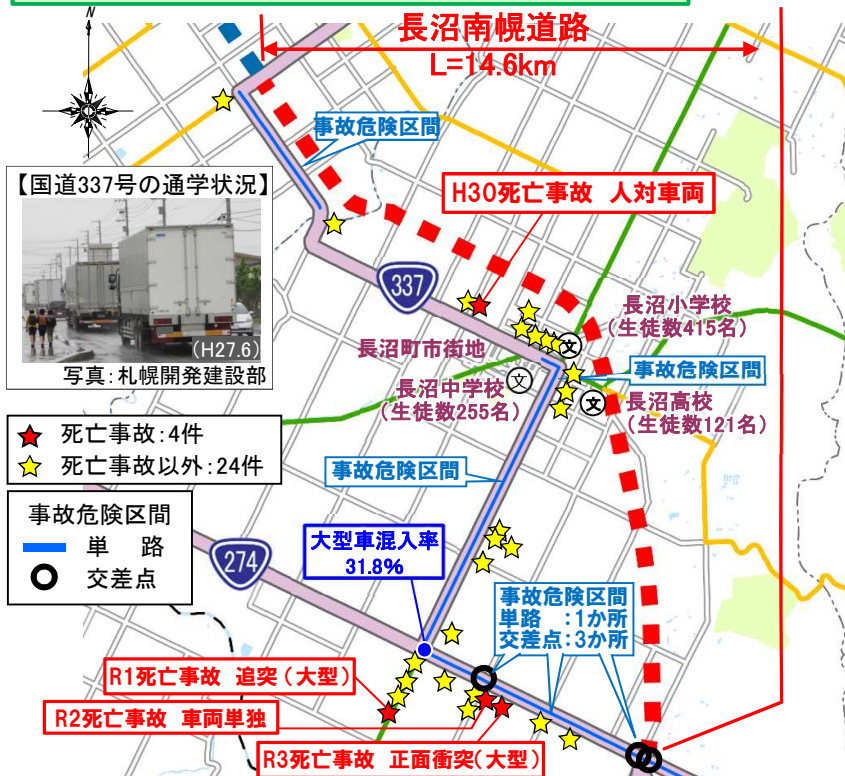 長沼南幌道路
L=14.6km
N
事故危険区間
【国道337号の通学状況】
(H27.6)
写真:札幌開発建設部
H30死亡事故 人対車両
337
長沼小学校
(生徒数415名)
文
長沼町市街地
事故危険区間
長沼中学校
(生徒数255名)
文
文
長沼高校
(生徒数121名)
死亡事故:4件
死亡事故以外:24件
事故危険区間
事故危険区間
単 路
交差点
274
大型車混入率
31.8%
事故危険区間
単路 :1か所
交差点:3か所
R1死亡事故 追突(大型)
R2死亡事故 車両単独
R3死亡事故 正面衝突(大型)